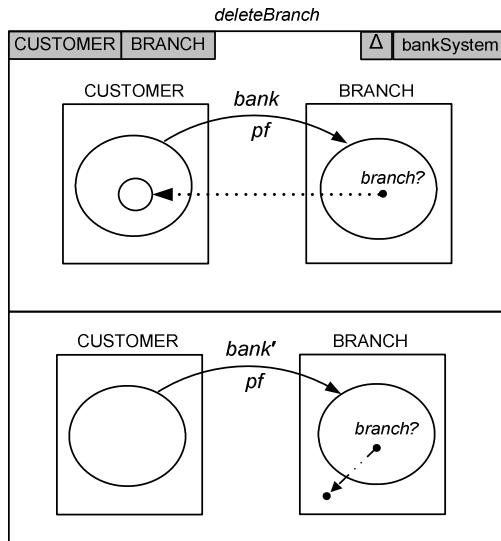 deleteBranch
CUSTOMER BRANCH Δ bankSystem
CUSTOMER bank BRANCH
pf
branch?
CUSTOMER bank' BRANCH
pf
branch?